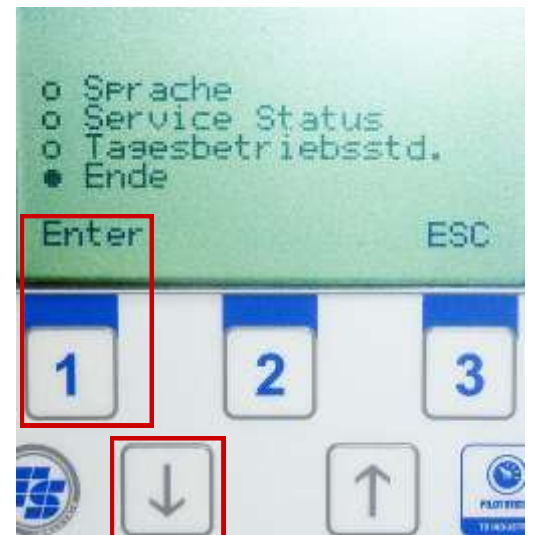 o Sprache
o Service Status
o Tagesbetriebsstd.
● Ende
Enter ESC
1 2 3
↓ ↑